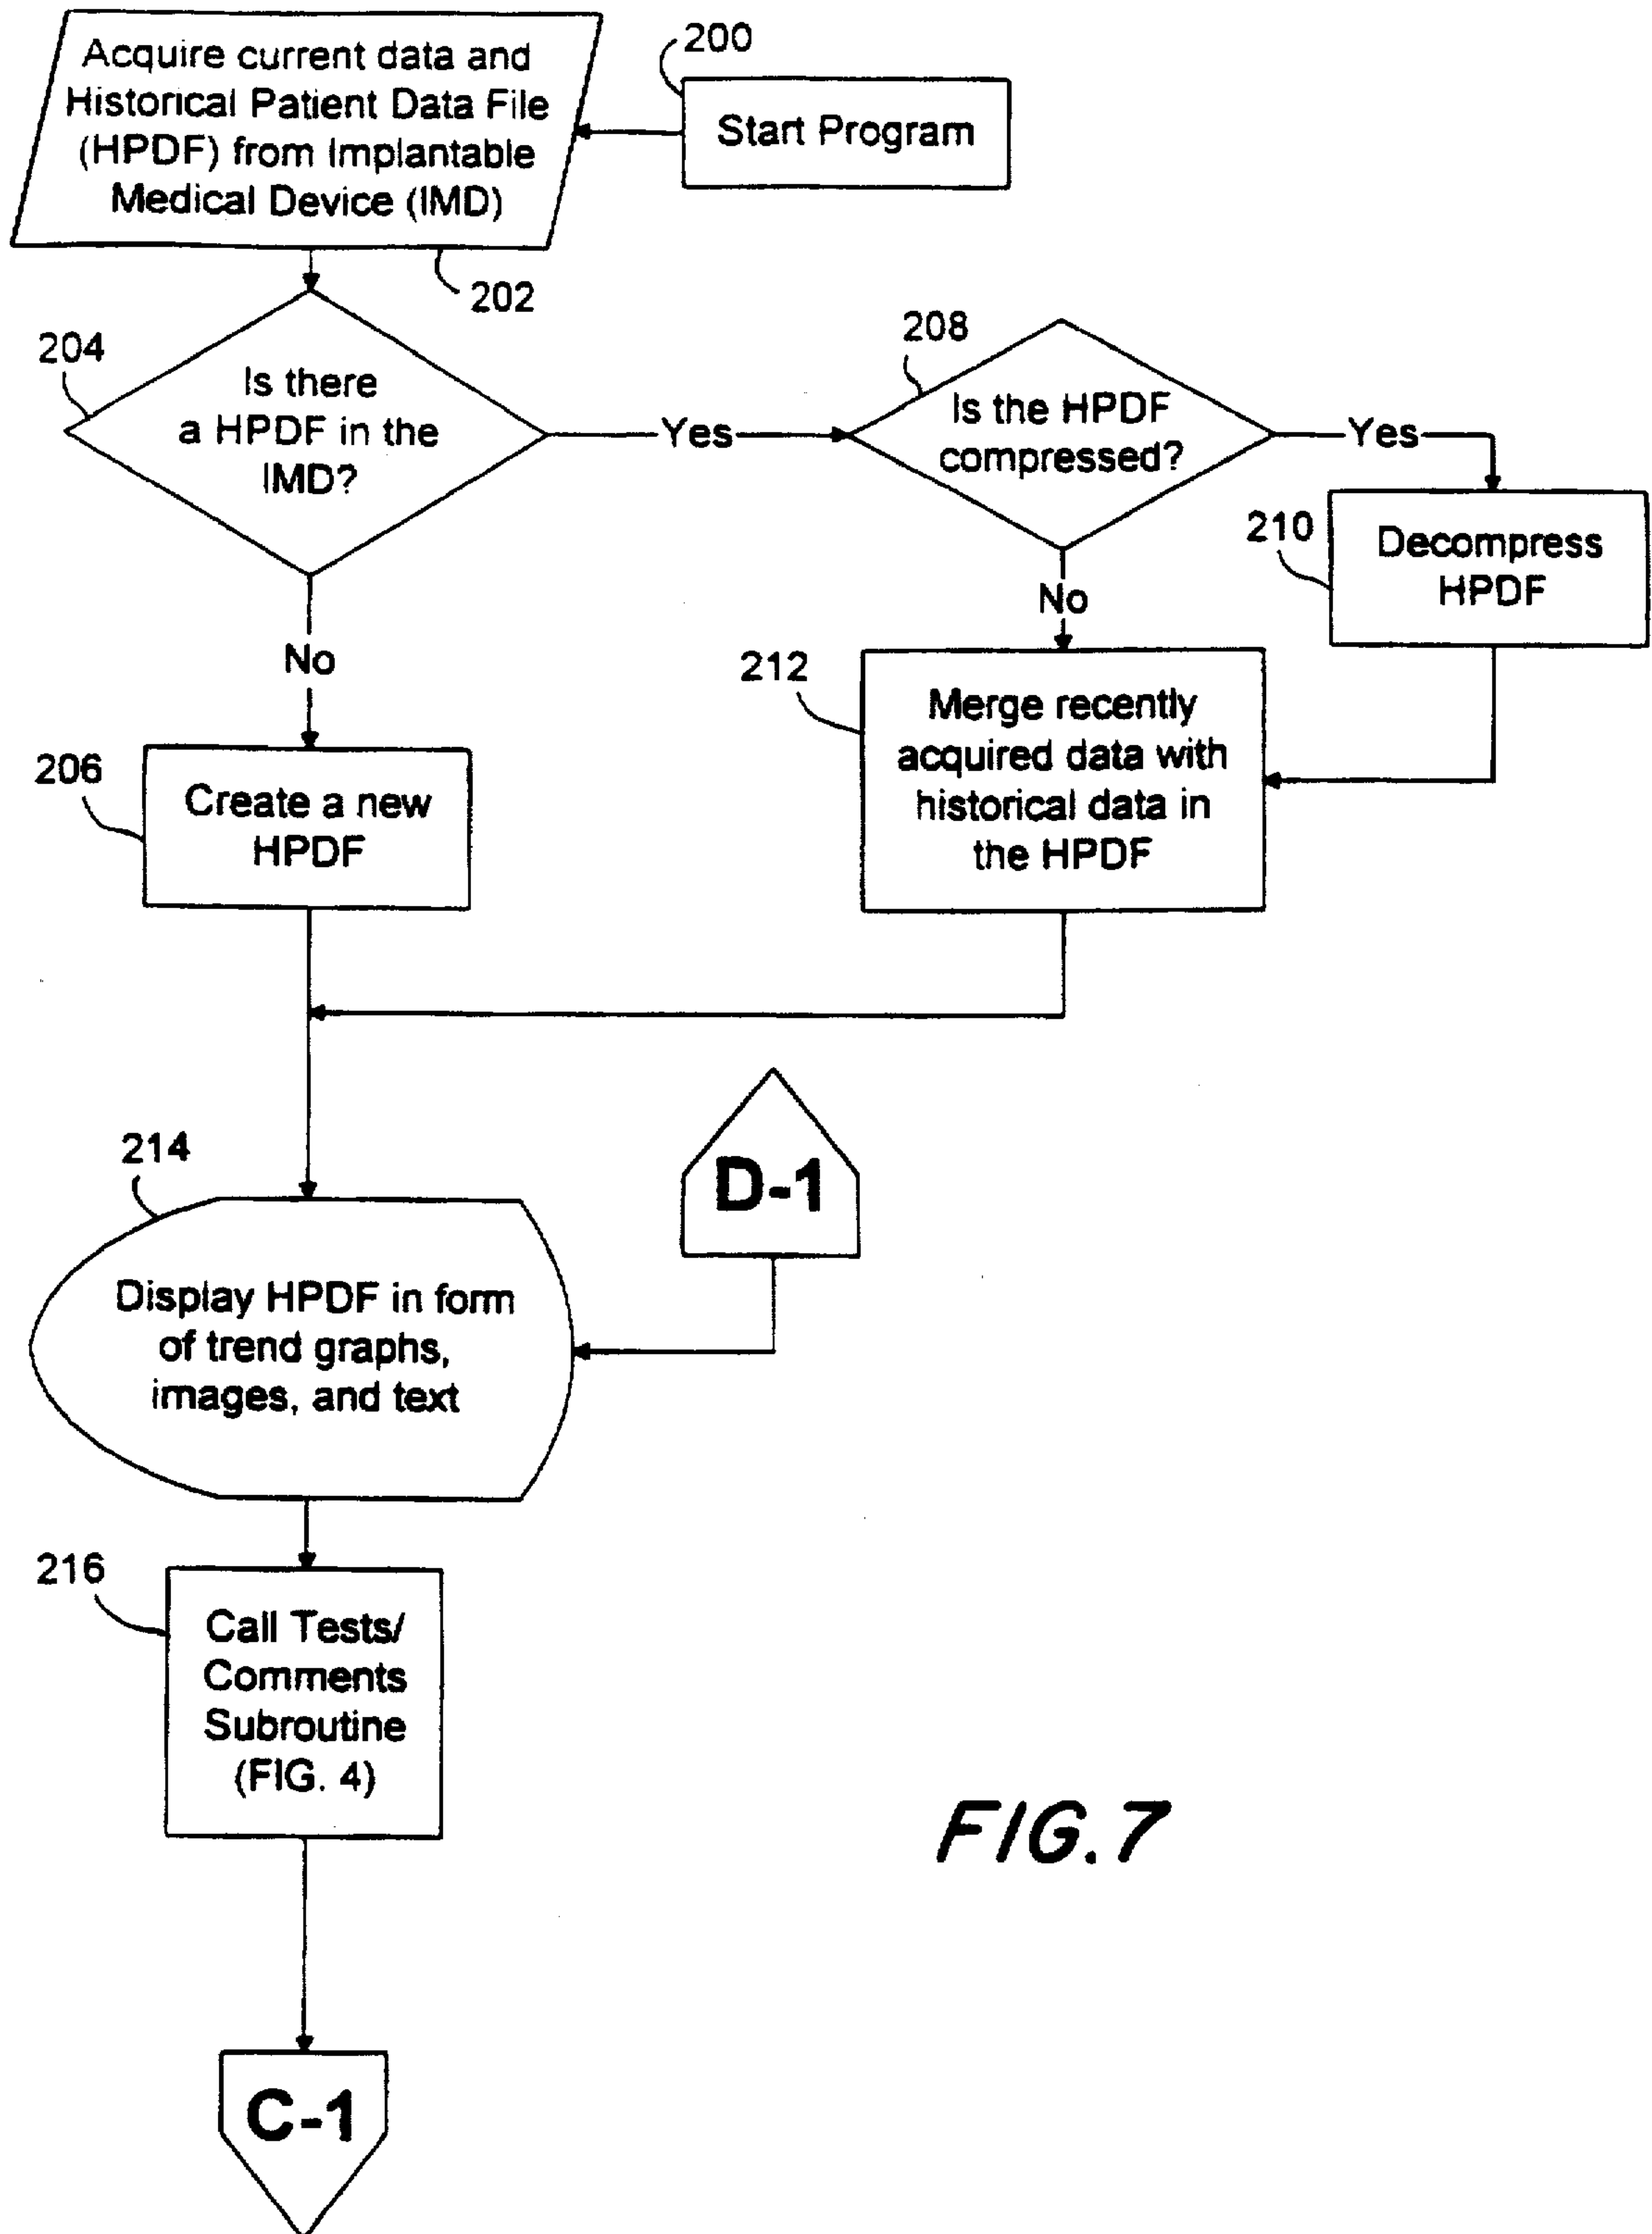 Acquire current data and
Historical Patient Data File
(HPDF) from Implantable
Medical Device (IMD)
200
Start Program
202
204
Is there
a HPDF in the
IMD?
Yes
208
Is the HPDF
compressed?
Yes
210
Decompress
HPDF
No
No
212
Merge recently
acquired data with
historical data in
the HPDF
206
Create a new
HPDF
214
D-1
Display HPDF in form
of trend graphs,
images, and text
216
Call Tests/
Comments
Subroutine
(FIG. 4)
FIG.7
C-1